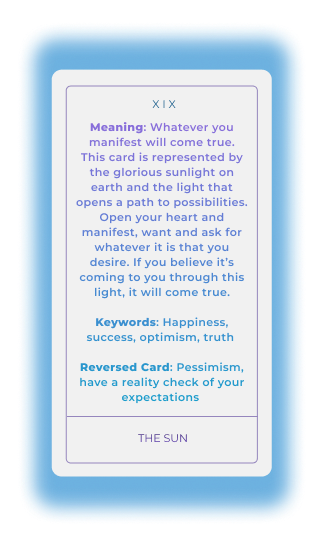 XIX
Meaning: Whatever you
manifest will come true.
This card is represented by
the glorious sunlight on
earth and the light that
opens a path to possibilities.
Open your heart and
manifest, want and ask for
whatever it is that you
desire. If you believe it's
coming to you through this
light, it will come true.
Keywords: Happiness,
success, optimism, truth
Reversed Card: Pessimism,
have a reality check of your
expectations
THE SUN